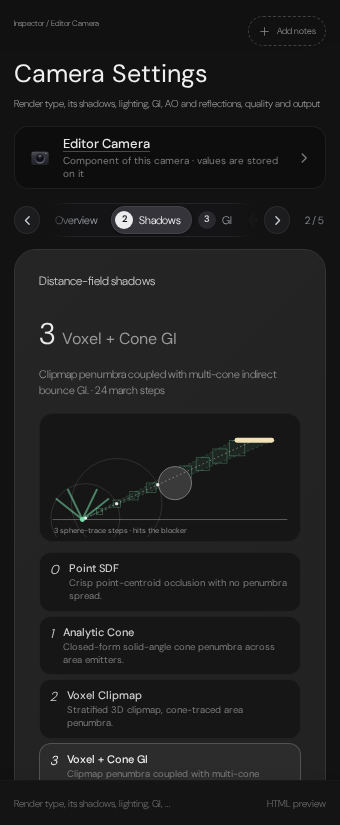 Inspector / Editor Camera
Add notes
Camera Settings
Render type, its shadows, lighting, GI, AO and reflections, quality and output
Editor Camera
Component of this camera · values are stored
on it
Overview
2 Shadows
3 GI
2 / 5
Distance-field shadows
3 Voxel + Cone GI
Clipmap penumbra coupled with multi-cone indirect
bounce GI. · 24 march steps
3 sphere-trace steps · hits the blocker
0 Point SDF
Crisp point-centroid occlusion with no penumbra
spread.
1 Analytic Cone
Closed-form solid-angle cone penumbra across
area emitters.
2 Voxel Clipmap
Stratified 3D clipmap, cone-traced area
penumbra.
3 Voxel + Cone GI
Clipmap penumbra coupled with multi-cone
Render type, its shadows, lighting, GI, ...
HTML preview